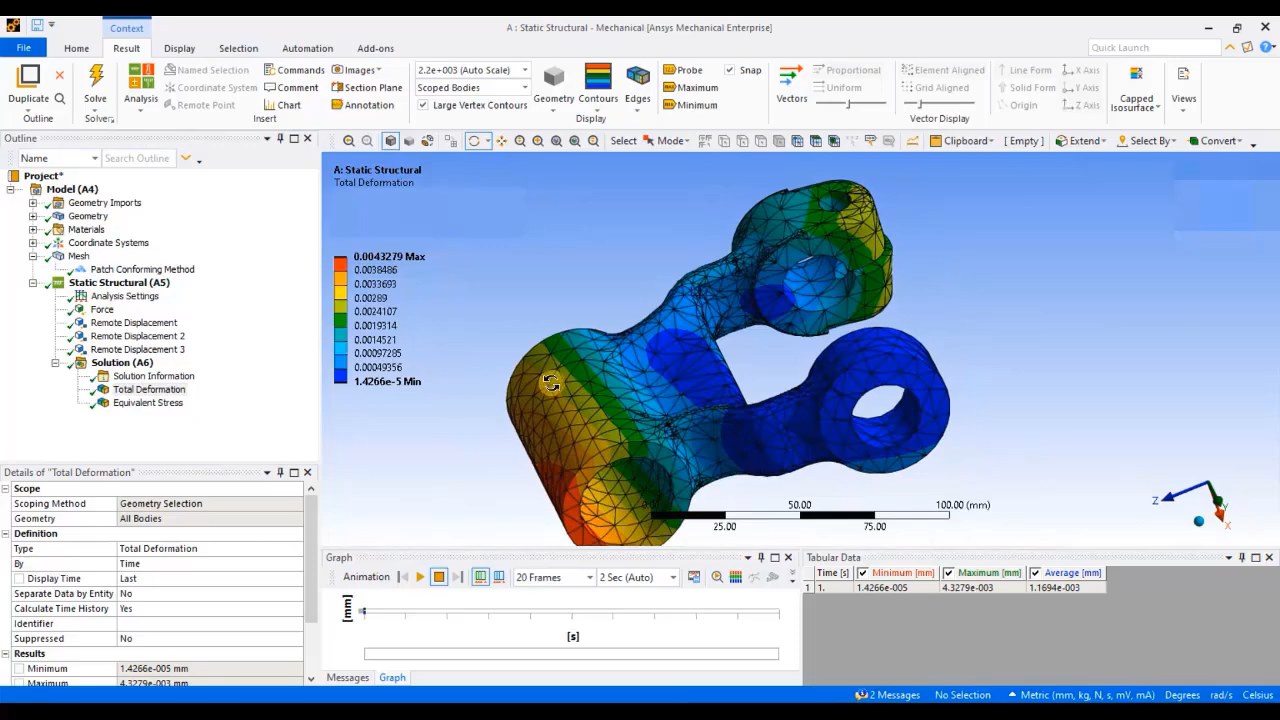 A : Static Structural - Mechanical [Ansys Mechanical Enterprise]
Context
File Home Result Display Selection Automation Add-ons
Quick Launch
Duplicate
Outline
Solve
Solver
Analysis
Named Selection
Coordinate System
Remote Point
Commands
Comment
Chart
Images
Section Plane
Annotation
Insert
2.2e+003 (Auto Scale)
Scoped Bodies
Large Vertex Contours
Geometry
Contours
Edges
Display
Probe
Maximum
Minimum
Snap
Vectors
Proportional
Uniform
Element Aligned
Grid Aligned
Line Form
Solid Form
Origin
X Axis
Y Axis
Z Axis
Vector Display
Capped
Isosurface
Views
Select Mode
Clipboard [ Empty ] Extend Select By Convert
Outline
Name Search Outline
Project*
Model (A4)
Geometry Imports
Geometry
Materials
Coordinate Systems
Mesh
Patch Conforming Method
Static Structural (A5)
Analysis Settings
Force
Remote Displacement
Remote Displacement 2
Remote Displacement 3
Solution (A6)
Solution Information
Total Deformation
Equivalent Stress
A: Static Structural
Total Deformation
0.0043279 Max
0.0038486
0.0033693
0.00289
0.0024107
0.0019314
0.0014521
0.00097285
0.00049356
1.4266e-5 Min
50.00 100.00 (mm)
25.00 75.00
Z
Y
X
Details of "Total Deformation"
Scope
Scoping Method Geometry Selection
Geometry All Bodies
Definition
Type Total Deformation
By Time
Display Time Last
Separate Data by Entity No
Calculate Time History Yes
Identifier
Suppressed No
Results
Minimum 1.4266e-005 mm
Maximum 4.3279e-003 mm
Graph
Animation 20 Frames 2 Sec (Auto)
[mm]
[s]
Messages Graph
Tabular Data
Time [s] Minimum [mm] Maximum [mm] Average [mm]
1 1. 1.4266e-005 4.3279e-003 1.1694e-003
2 Messages No Selection Metric (mm, kg, N, s, mV, mA) Degrees rad/s Celsius